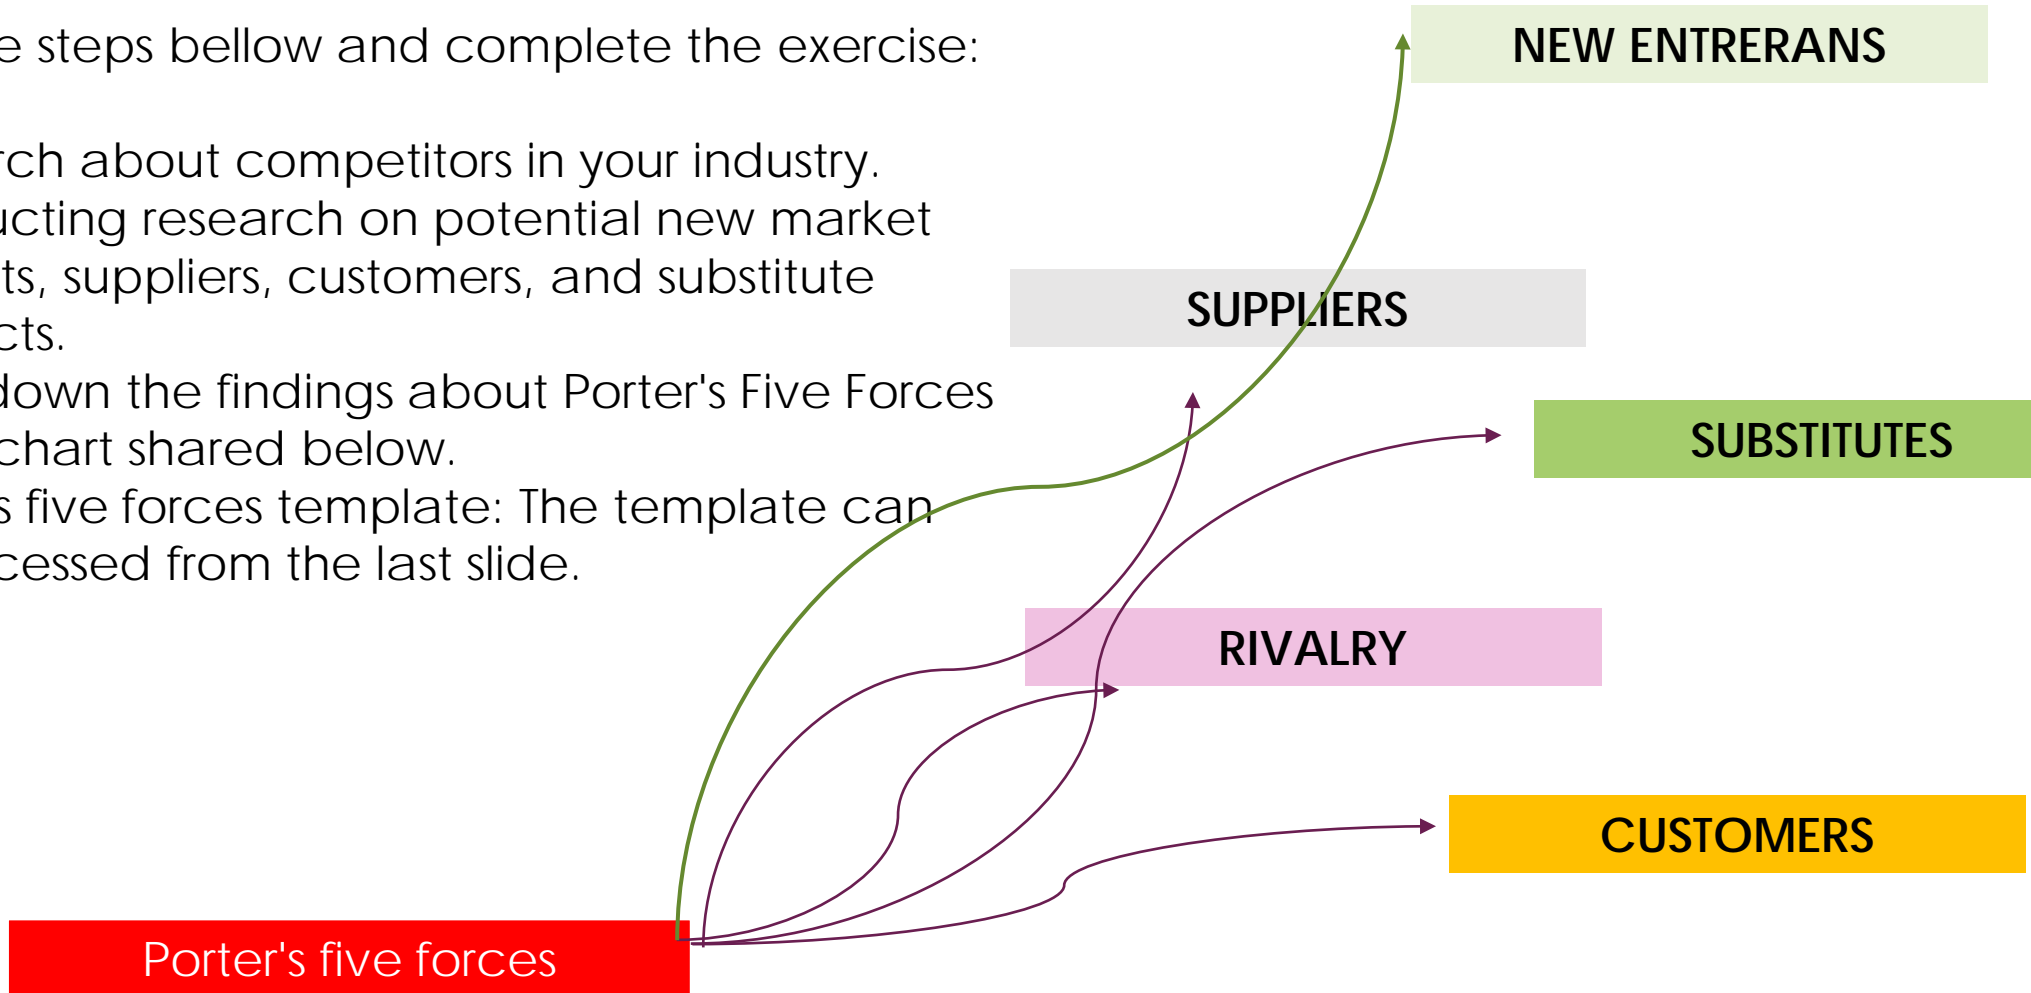 e steps bellow and complete the exercise:
rch about competitors in your industry.
ucting research on potential new market
ts, suppliers, customers, and substitute
cts.
down the findings about Porter's Five Forces
chart shared below.
s five forces template: The template can
cessed from the last slide.
NEW ENTRERANS
SUPPLIERS
SUBSTITUTES
RIVALRY
CUSTOMERS
Porter's five forces